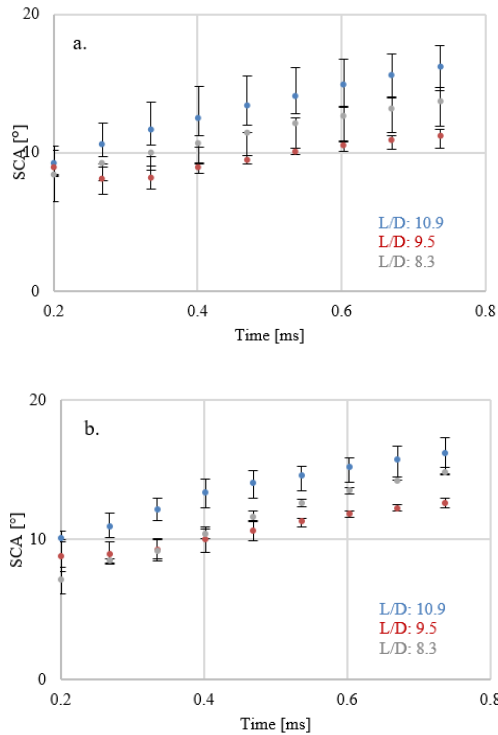 20
a.
SCA [°]
10
L/D: 10.9
L/D: 9.5
L/D: 8.3
0
0.2
0.4
0.6
0.8
Time [ms]
20
b.
SCA [°]
10
L/D: 10.9
L/D: 9.5
L/D: 8.3
0
0.2
0.4
0.6
0.8
Time [ms]